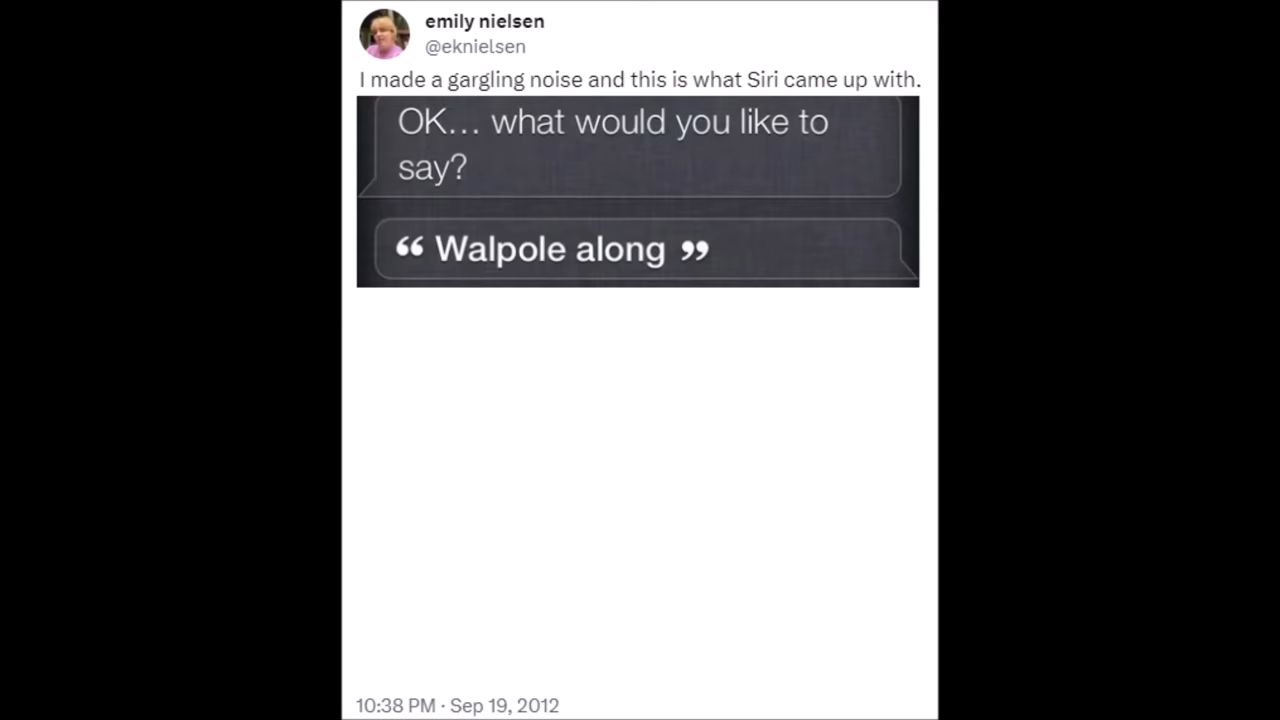 emily nielsen
@eknielsen
I made a gargling noise and this is what Siri came up with.
OK... what would you like to
say?
“ Walpole along ”
10:38 PM · Sep 19, 2012